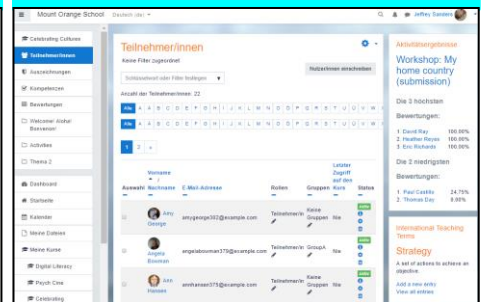 Mount Orange School Deutsch (de)
Jeffrey Sanders
Celebrating Cultures
Teilnehmer/innen
Auszeichnungen
Kompetenzen
Bewertungen
Welcome! Aloha! Bonvenon!
Activities
Thema 2
Dashboard
Startseite
Kalender
Meine Dateien
Meine Kurse
Digital Literacy
Psych Cine
Celebrating
Teilnehmer/innen
Keine Filter zugeordnet
Nutzer/innen einschreiben
Schlüsselwort oder Filter festlegen
Anzahl der Teilnehmer/innen: 22
Alle A Ä B C D E F G H I J K L M N O Ö P Q R S T U Ü V W
Alle A Ä B C D E F G H I J K L M N O Ö P Q R S T U Ü V W
1 2 »
Auswahl Vorname / Nachname E-Mail-Adresse Rollen Gruppen Letzter Zugriff auf den Kurs Status
Amy George amygeorge302@example.com Teilnehmer/in Keine Gruppen Nie
Angela Bowman angelabowman379@example.com Teilnehmer/in GroupA Nie
Ann Hansen annhansen375@example.com Teilnehmer/in Keine Gruppen Nie
Aktivitätsergebnisse
Workshop: My
home country
(submission)
Die 3 höchsten
Bewertungen:
1. David Ray 100,00%
2. Heather Reyes 100,00%
3. Eric Richards 100,00%
Die 2 niedrigsten
Bewertungen:
1. Paul Castillo 24,75%
2. Thomas Day 0,00%
International Teaching
Terms
Strategy
A set of actions to achieve an
objective.
Add a new entry
View all entries